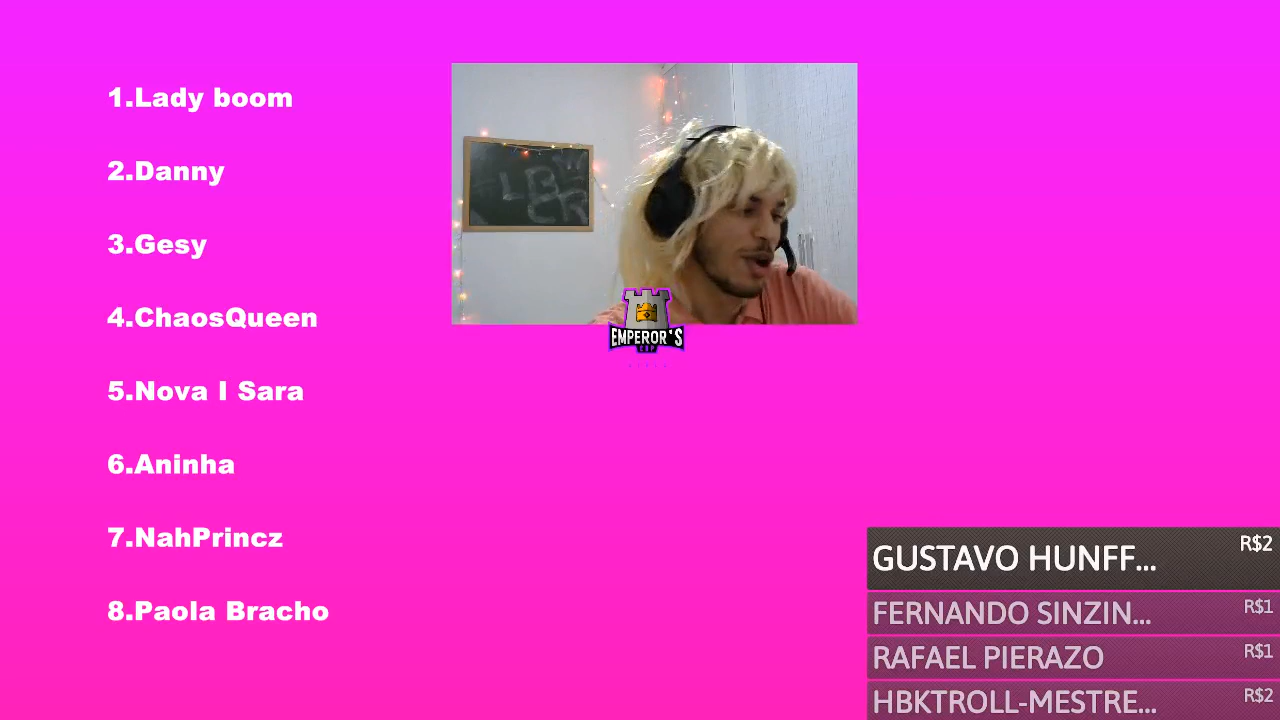 1.Lady boom
2.Danny
3.Gesy
4.ChaosQueen
5.Nova I Sara
6.Aninha
7.NahPrincz
8.Paola Bracho
EMPEROR'S
CUP
GUSTAVO HUNFF... R$2
FERNANDO SINZIN... R$1
RAFAEL PIERAZO R$1
HBKTROLL-MESTRE... R$2